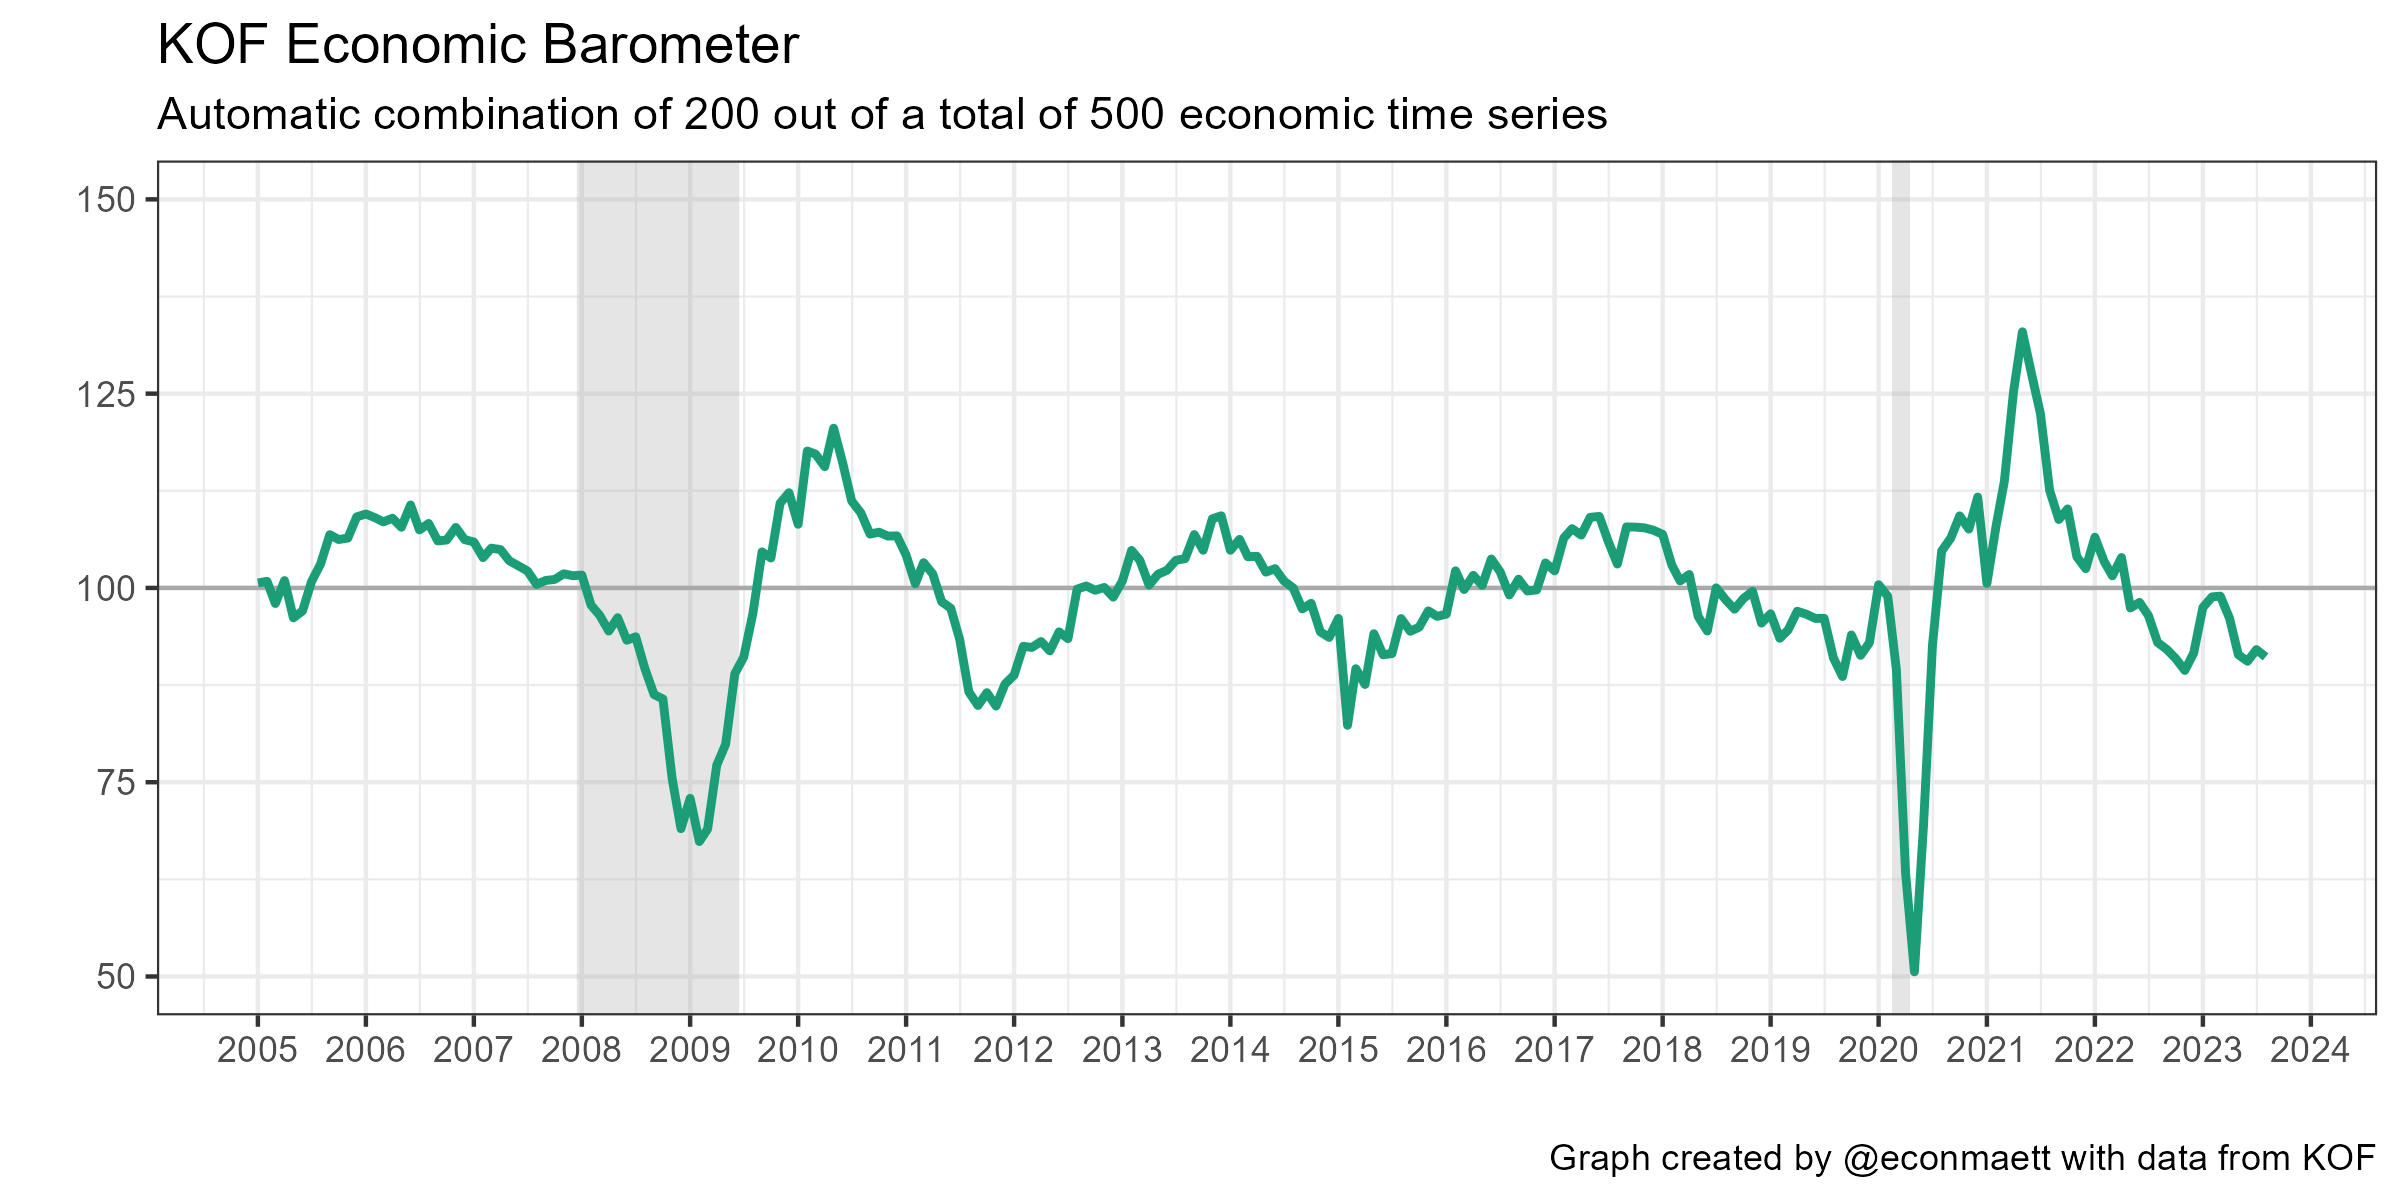 KOF Economic Barometer
Automatic combination of 200 out of a total of 500 economic time series
150
125
100
75
50
2005 2006 2007 2008 2009 2010 2011 2012 2013 2014 2015 2016 2017 2018 2019 2020 2021 2022 2023 2024
Graph created by @econmaett with data from KOF